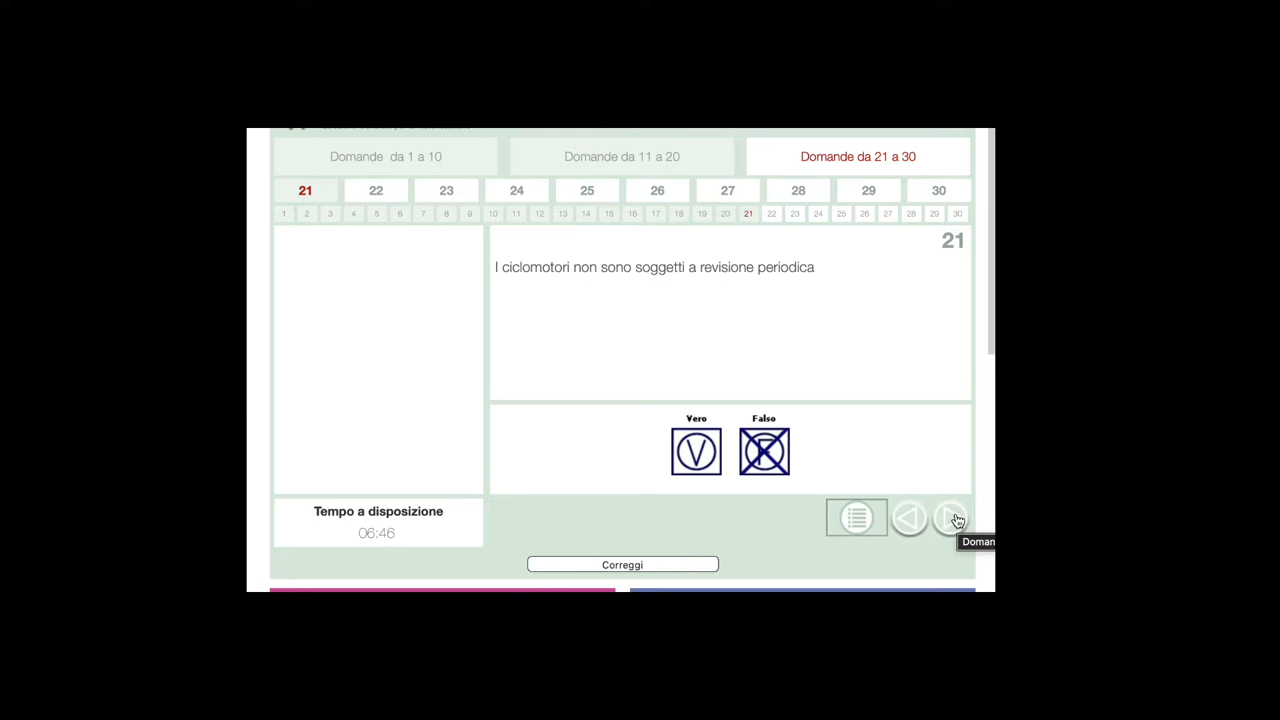 Domande da 1 a 10
Domande da 11 a 20
Domande da 21 a 30
21 22 23 24 25 26 27 28 29 30
1 2 3 4 5 6 7 8 9 10 11 12 13 14 15 16 17 18 19 20 21 22 23 24 25 26 27 28 29 30
21
I ciclomotori non sono soggetti a revisione periodica
Vero Falso
V F
Tempo a disposizione
06:46
Doman
Correggi